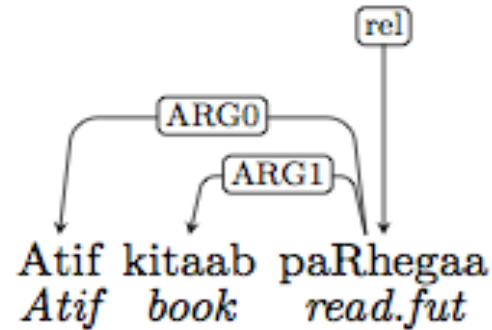 rel
ARG0
ARG1
Atif kitaab paRhegaa
Atif book read.fut